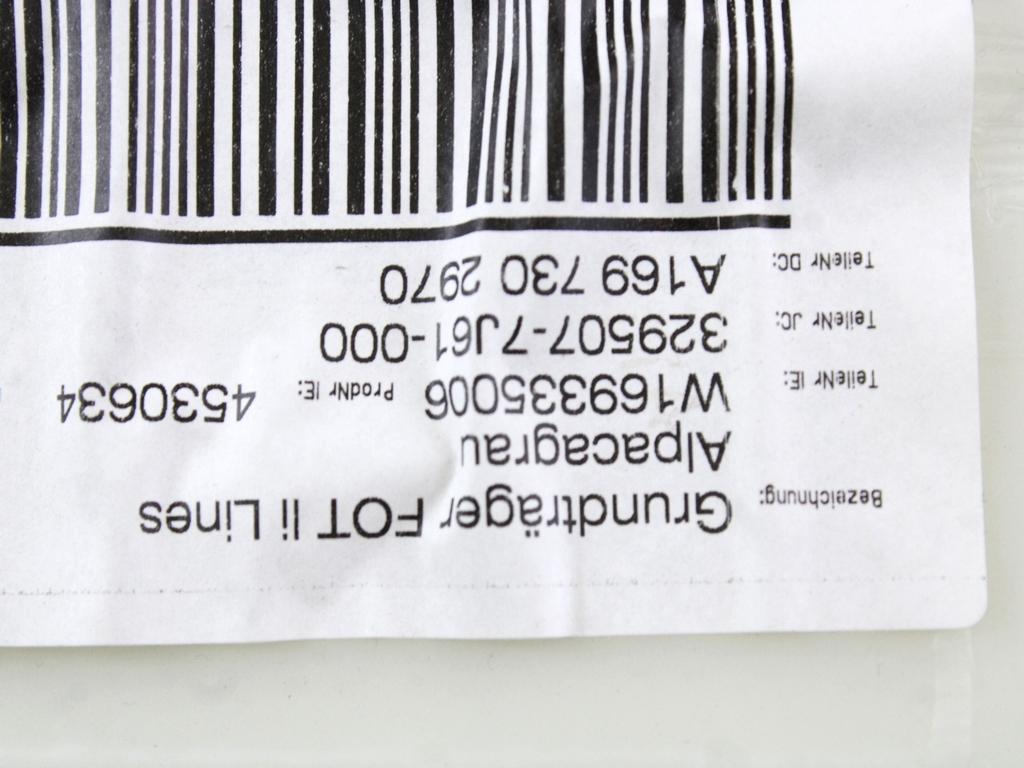 Bezeichnung: Grundträger FOT li Lines
Alpacagrau
TeileNr IE: W169335006 ProdNr IE: 4530634
TeileNr JC: 329507-7J61-000
TeileNr DC: A169 730 2970